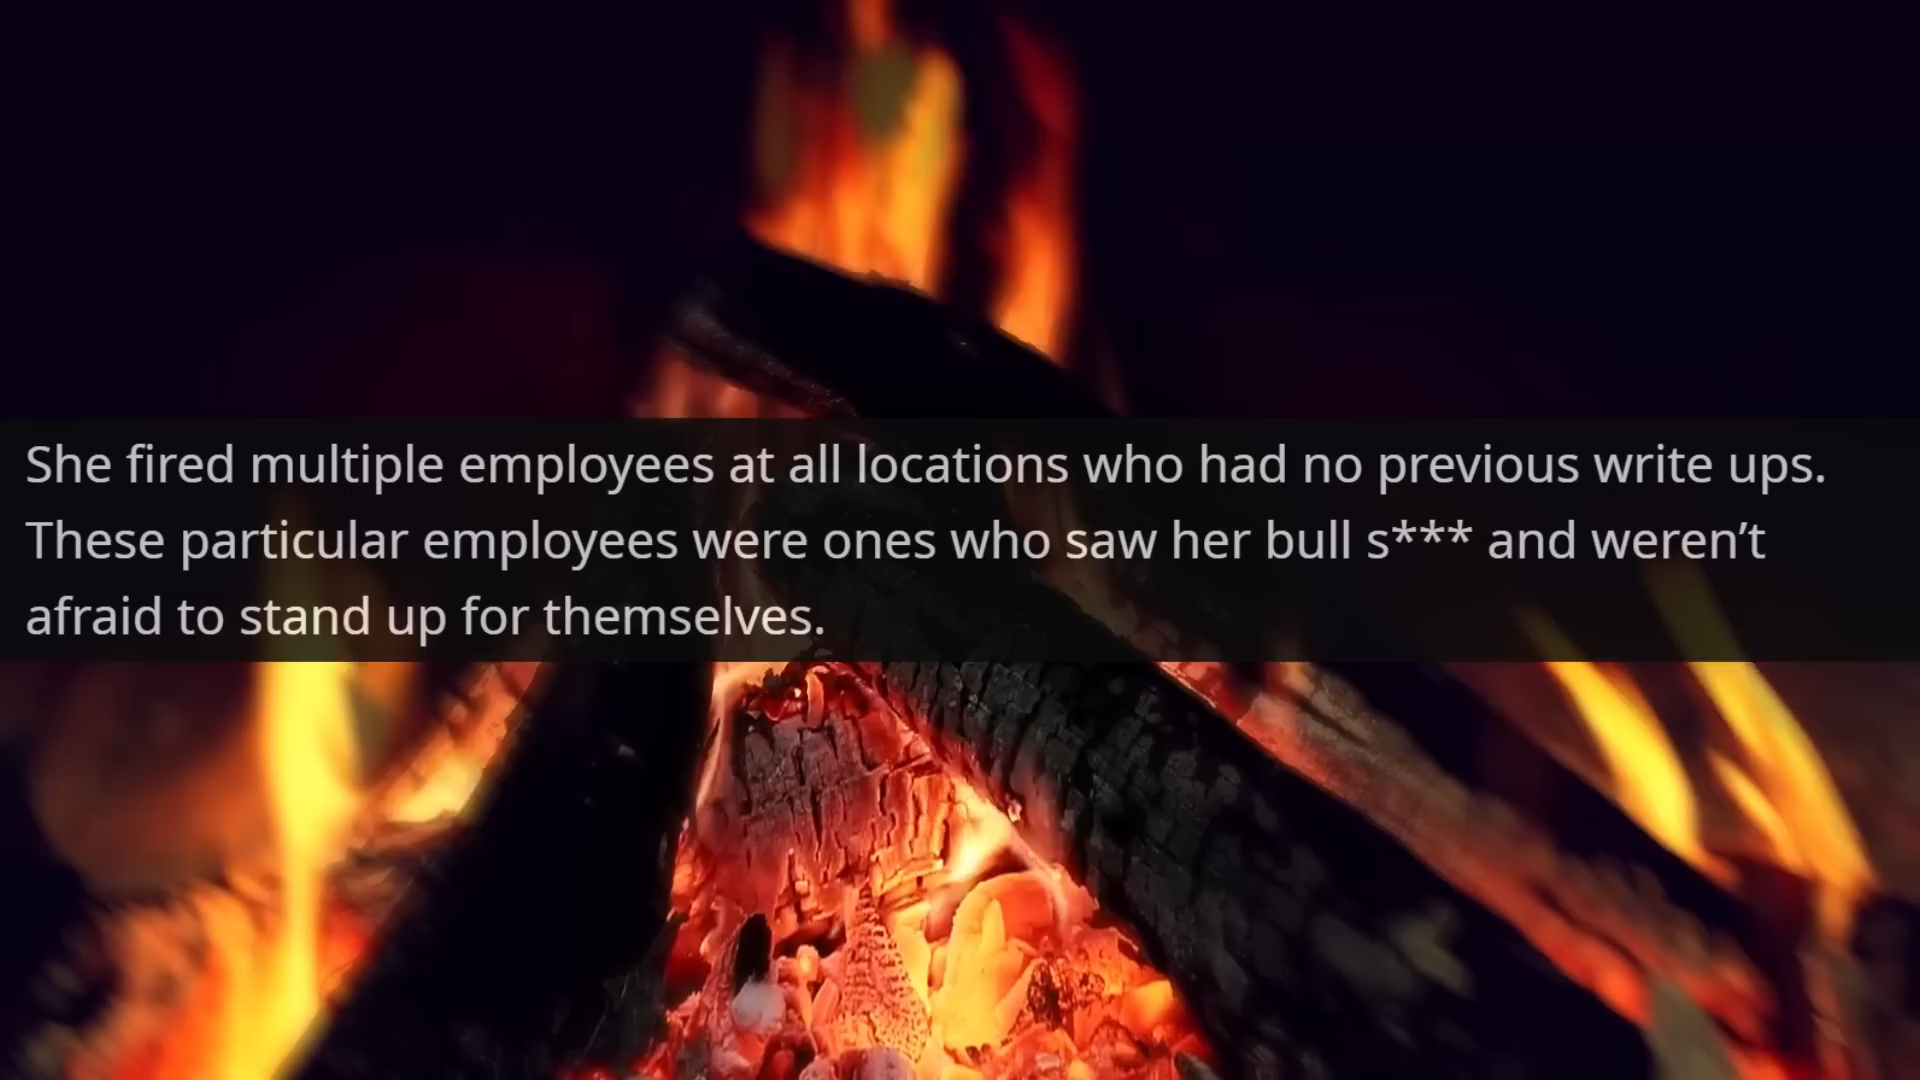 She fired multiple employees at all locations who had no previous write ups.
These particular employees were ones who saw her bull s*** and weren’t
afraid to stand up for themselves.